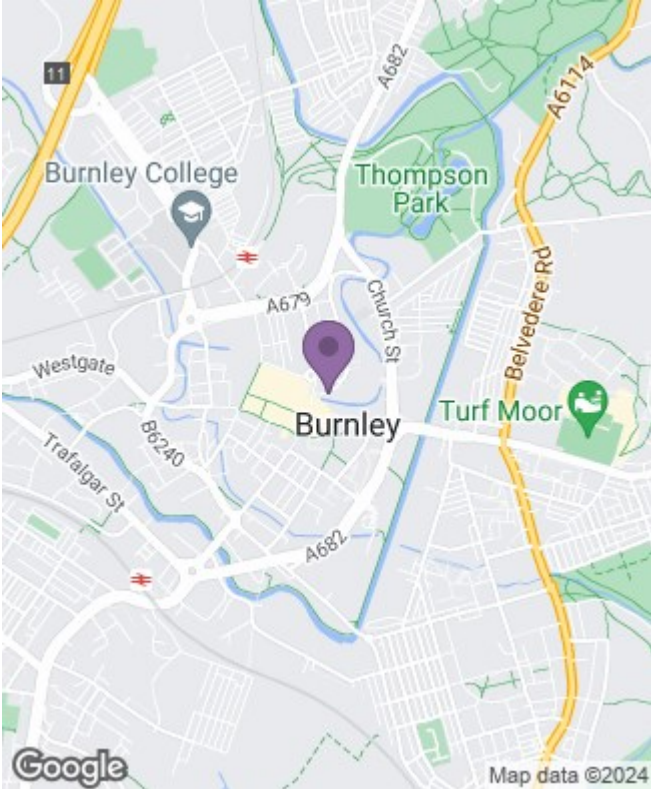 A682
A6114
11
Burnley College
Thompson
Park
A679
Church St
Belvedere Rd
Westgate
Turf Moor
Burnley
B6240
Trafalgar St
A682
Google
Map data ©2024